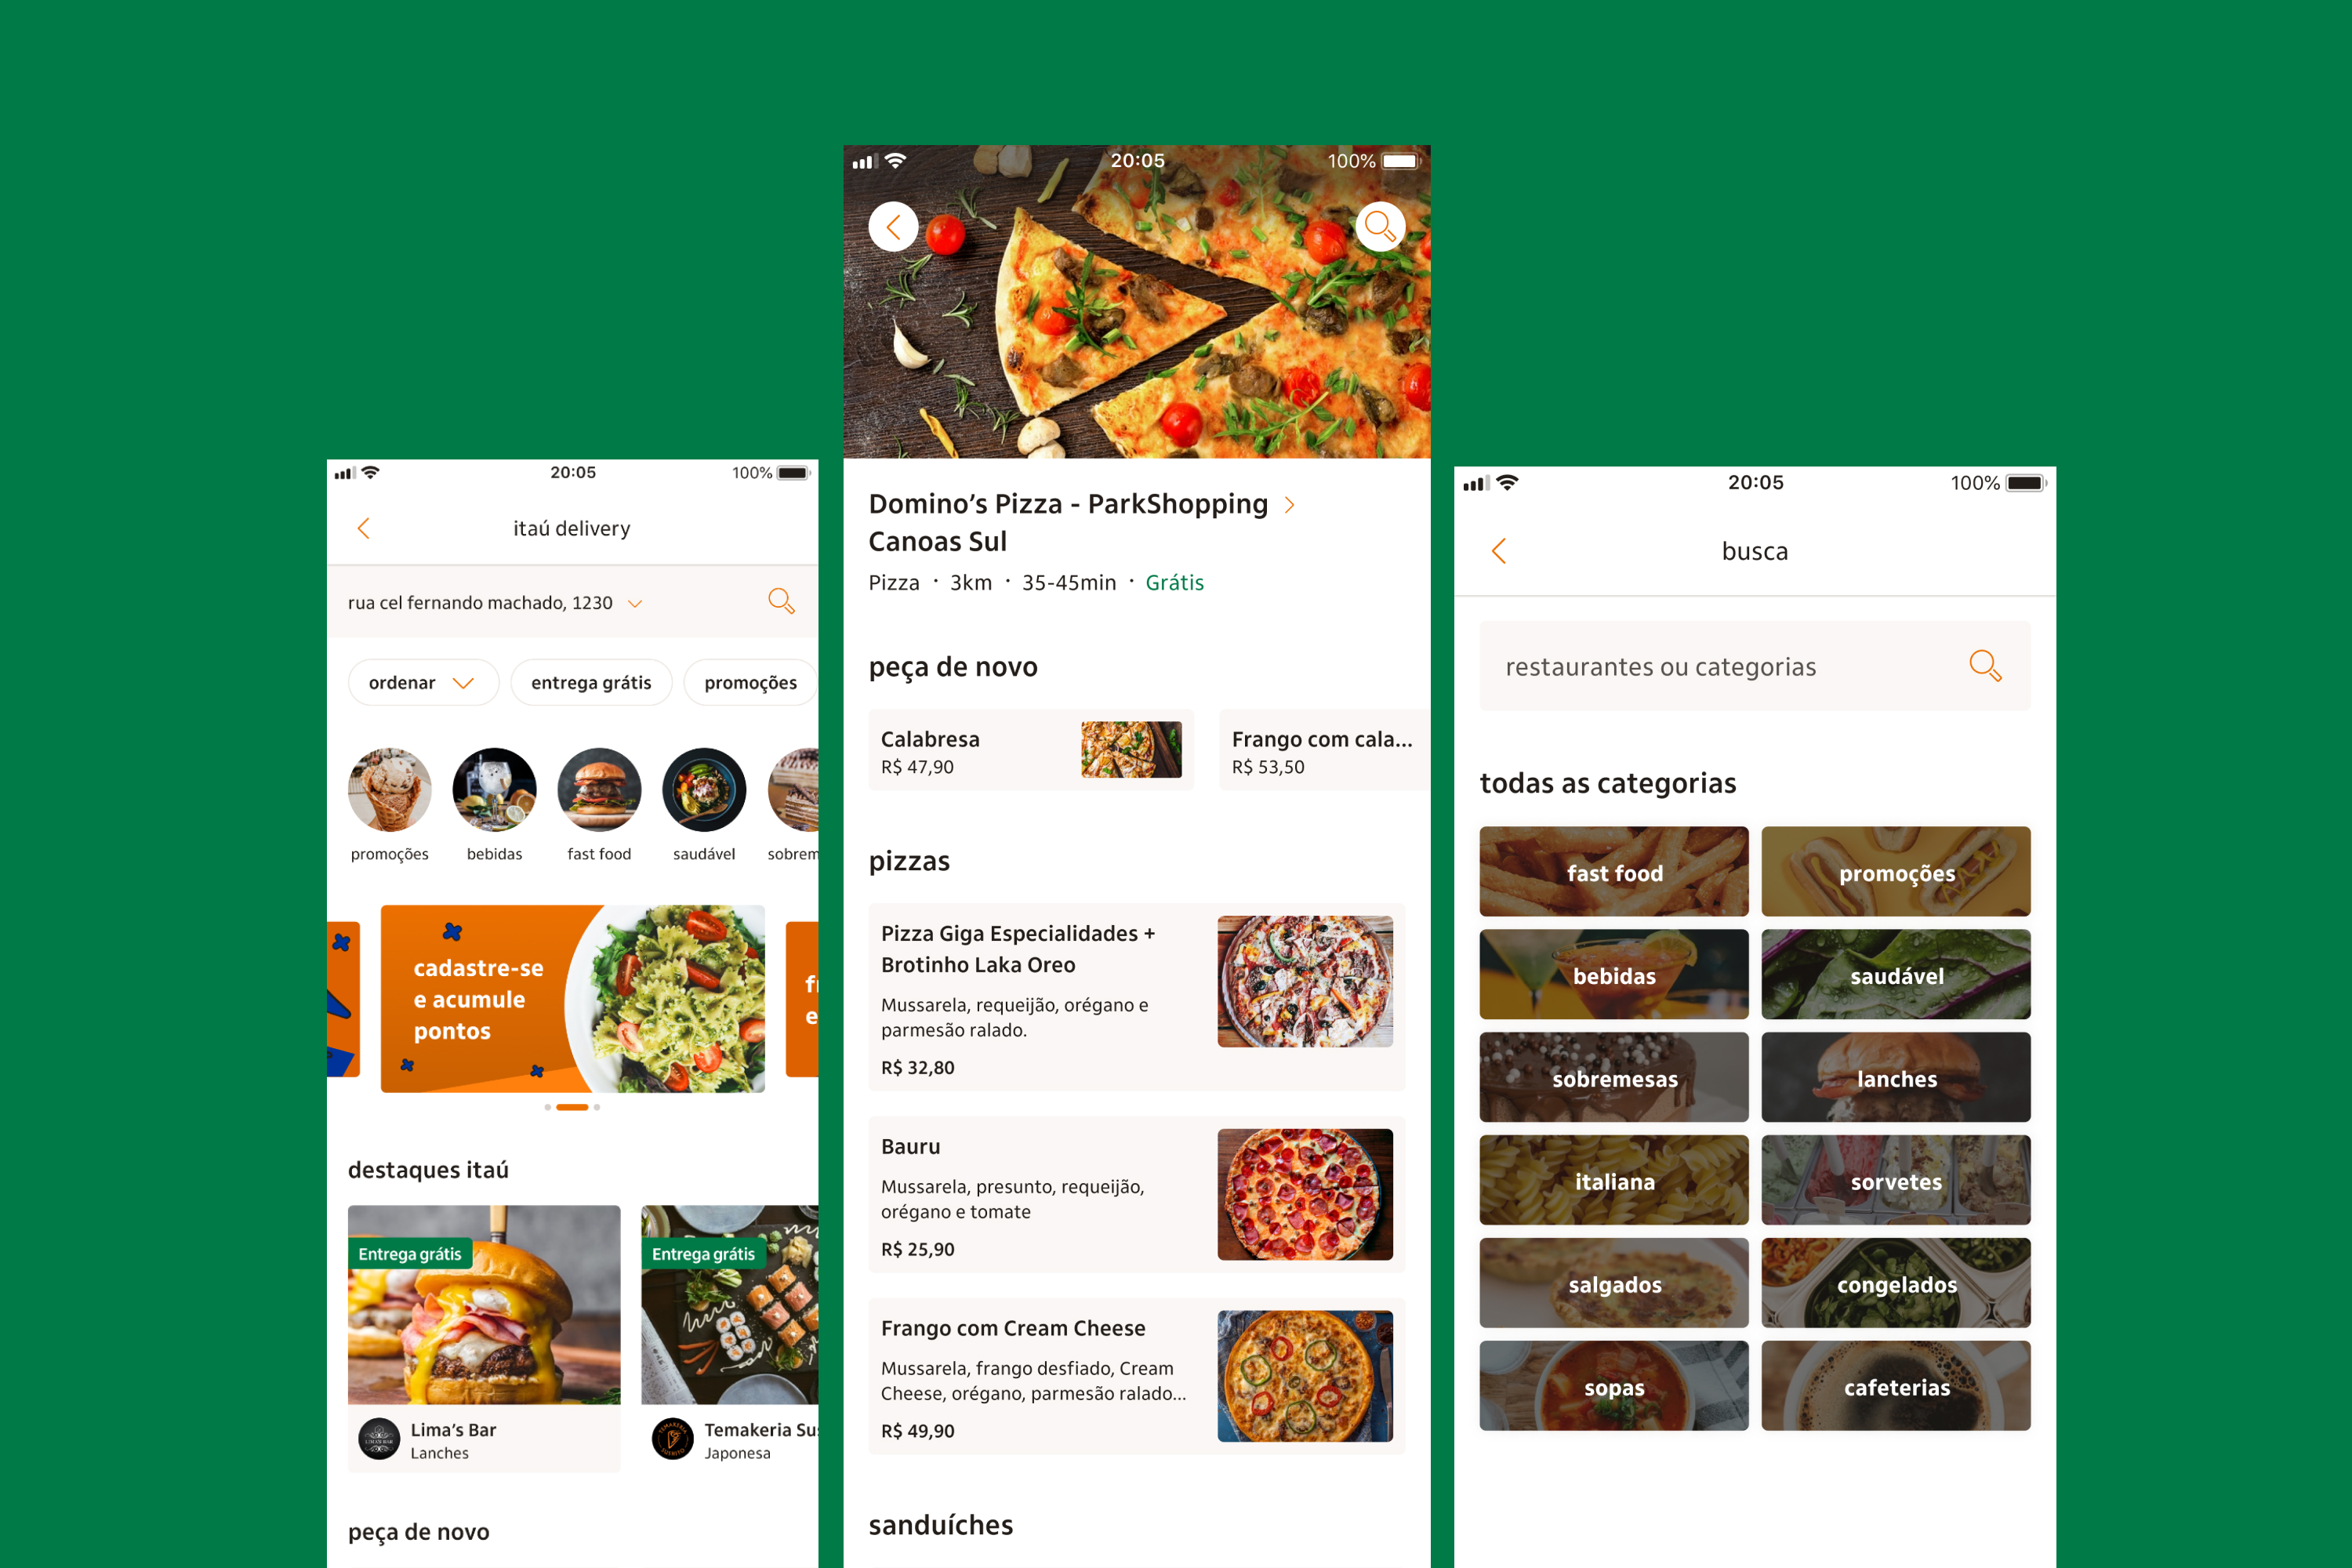 20:05
100%
itaú delivery
rua cel fernando machado, 1230
ordenar
entrega grátis
promoções
promoções
bebidas
fast food
saudável
sobrem
cadastre-se
e acumule
pontos
destaques itaú
Entrega grátis
Entrega grátis
Lima’s Bar
Lanches
Temakeria Su
Japonesa
peça de novo
20:05
100%
Domino’s Pizza - ParkShopping
Canoas Sul
Pizza · 3km · 35-45min · Grátis
peça de novo
Calabresa
R$ 47,90
Frango com cala...
R$ 53,50
pizzas
Pizza Giga Especialidades +
Brotinho Laka Oreo
Mussarela, requeijão, orégano e
parmesão ralado.
R$ 32,80
Bauru
Mussarela, presunto, requeijão,
orégano e tomate
R$ 25,90
Frango com Cream Cheese
Mussarela, frango desfiado, Cream
Cheese, orégano, parmesão ralado...
R$ 49,90
sanduíches
20:05
100%
busca
restaurantes ou categorias
todas as categorias
fast food
promoções
bebidas
saudável
sobremesas
lanches
italiana
sorvetes
salgados
congelados
sopas
cafeterias